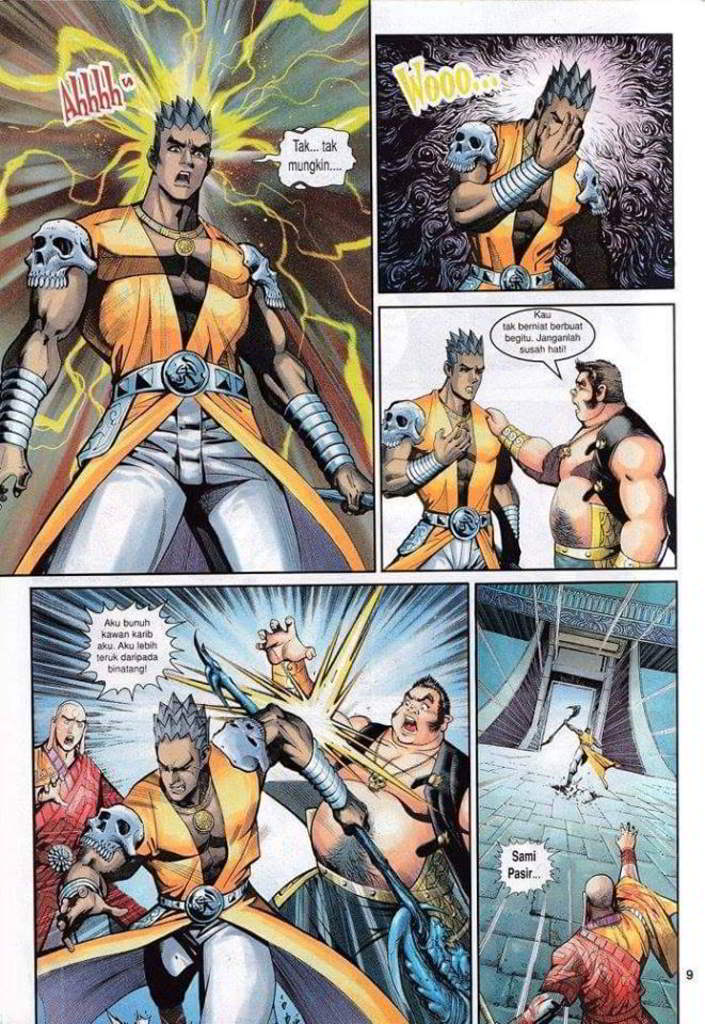 Ahhhh
Tak... tak
mungkin....
Wooo...
Kau
tak berniat berbuat
begitu. Janganlah
susah hati!
Aku bunuh
kawan karib
aku. Aku lebih
teruk daripada
binatang!
Sami
Pasir...
9